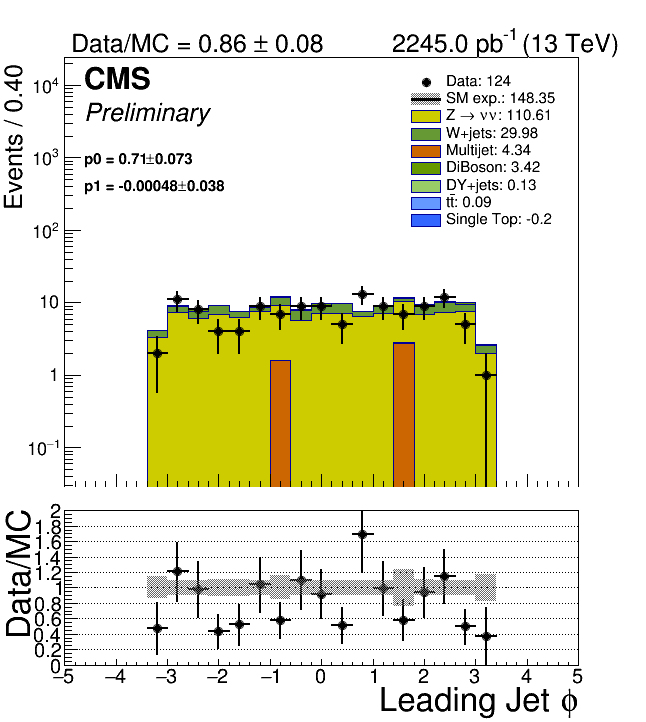 Data/MC = 0.86 ± 0.08 2245.0 pb⁻¹ (13 TeV)
Events / 0.40
CMS
Preliminary
p0 = 0.71±0.073
p1 = -0.00048±0.038
Data: 124
SM exp.: 148.35
Z → νν: 110.61
W+jets: 29.98
Multijet: 4.34
DiBoson: 3.42
DY+jets: 0.13
tt̄: 0.09
Single Top: -0.2
10⁴
10³
10²
10
1
10⁻¹
Data/MC
2
1.8
1.6
1.4
1.2
1
0.8
0.6
0.4
0.2
0
−5 −4 −3 −2 −1 0 1 2 3 4 5
Leading Jet ϕ